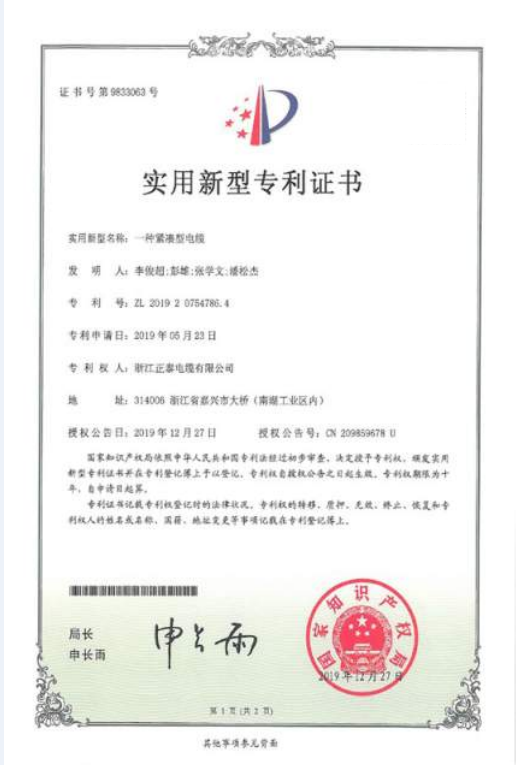 证书号第9833063号
实用新型专利证书
实用新型名称：一种紧凑型电缆
发 明 人：李俊超;彭雄;张学文;潘松杰
专 利 号：ZL 2019 2 0754786.4
专利申请日：2019年05月23日
专 利 权 人：浙江正泰电缆有限公司
地 址：314006 浙江省嘉兴市大桥（南湖工业区内）
授权公告日：2019年12月27日 授权公告号：CN 209859678 U
国家知识产权局依照中华人民共和国专利法经过初步审查，决定授予专利权，颁发实用
新型专利证书并在专利登记簿上予以登记。专利权自授权公告之日起生效。专利权期限为十
年，自申请日起算。
专利证书记载专利权登记时的法律状况。专利权的转移、质押、无效、终止、恢复和专
利权人的姓名或名称、国籍、地址变更等事项记载在专利登记簿上。
局长
申长雨
申长雨
国家知识产权局
2019年12月27日
第 1 页 (共 2 页)
其他事项参见背面